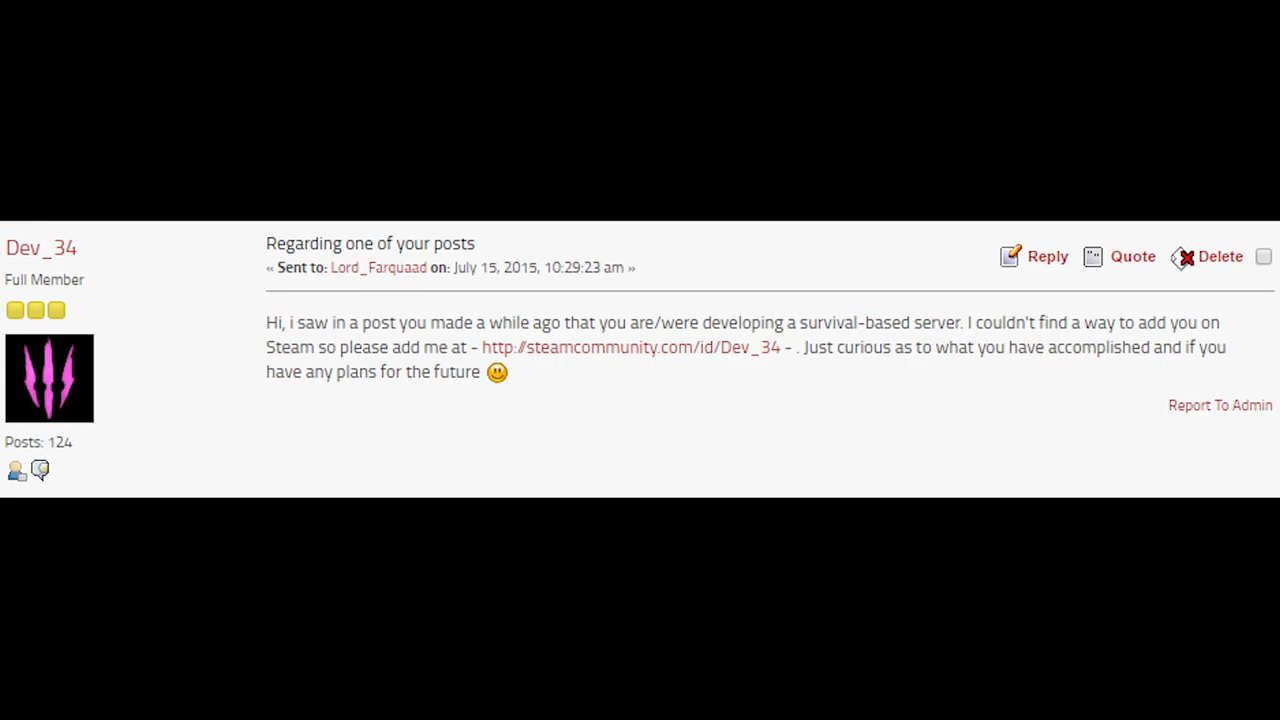 Dev_34
Full Member
Posts: 124
Regarding one of your posts
« Sent to: Lord_Farquaad on: July 15, 2015, 10:29:23 am »
Reply Quote Delete
Hi, i saw in a post you made a while ago that you are/were developing a survival-based server. I couldn't find a way to add you on
Steam so please add me at - http://steamcommunity.com/id/Dev_34 - . Just curious as to what you have accomplished and if you
have any plans for the future
Report To Admin